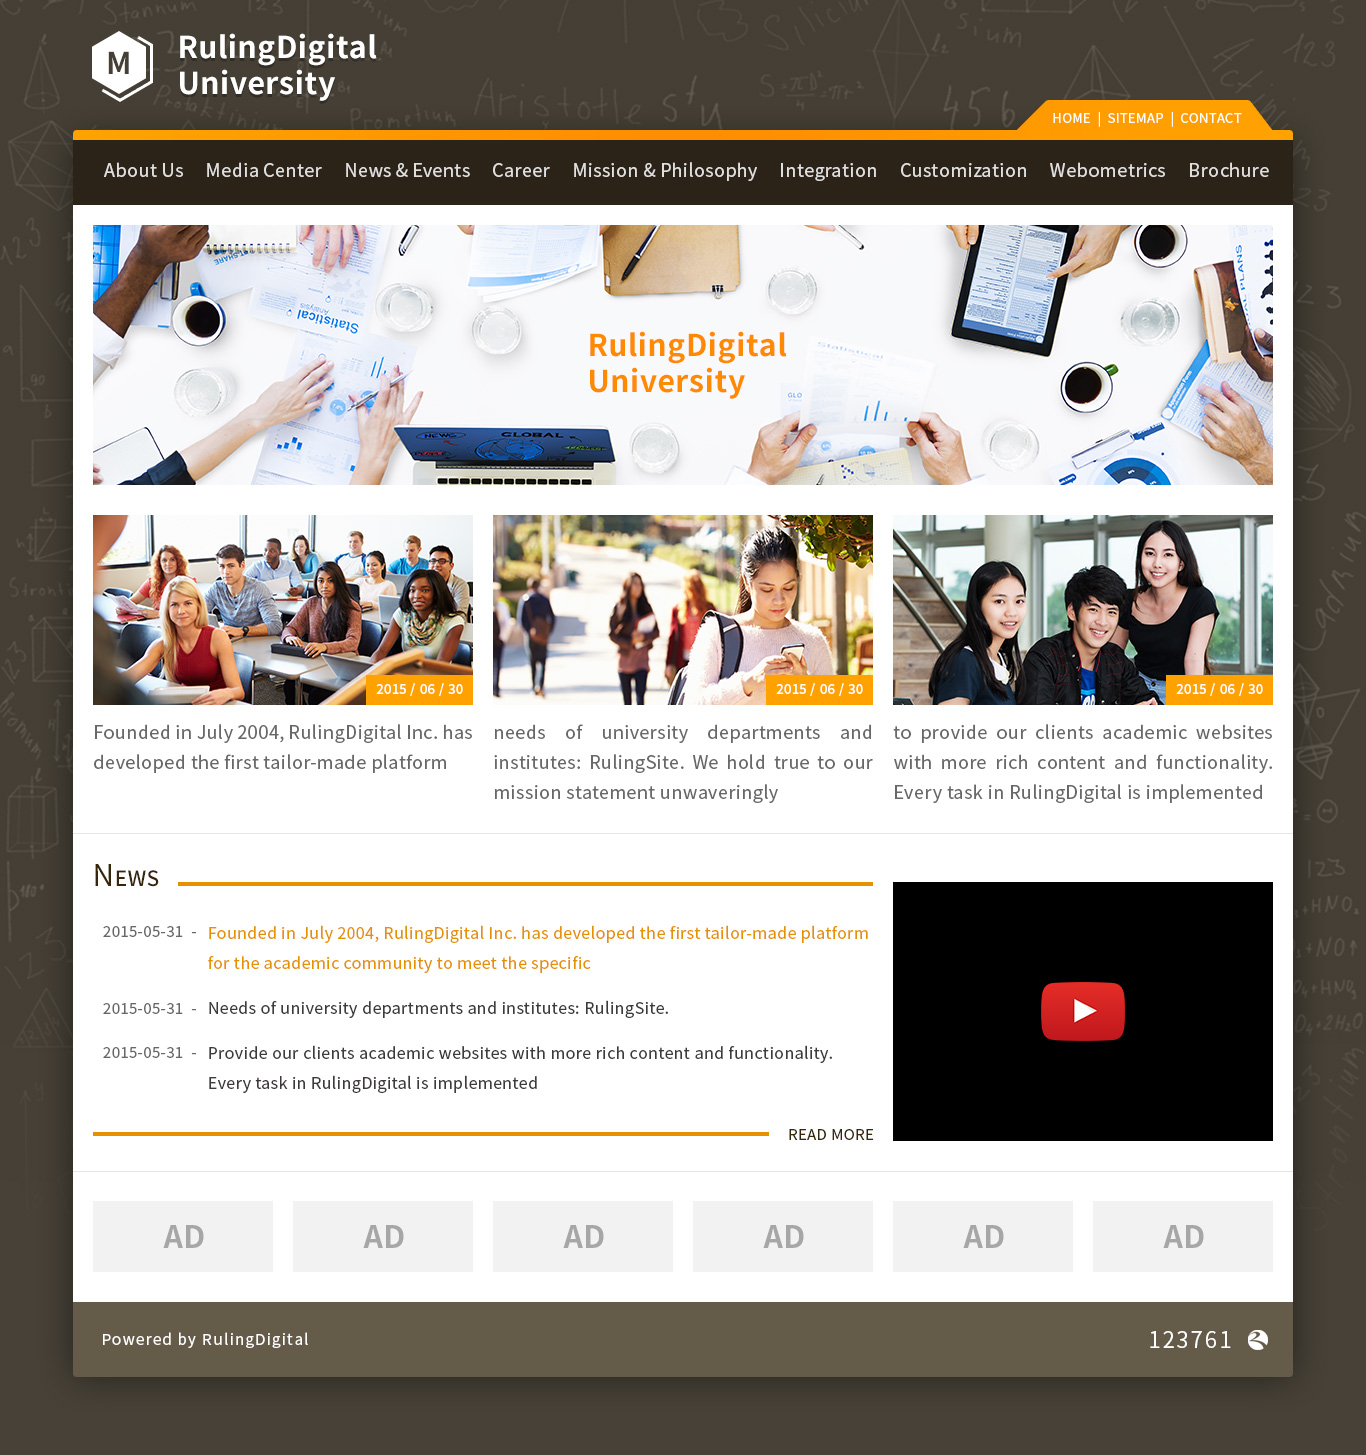 M
RulingDigital
University
Aristotle
456
HOME | SITEMAP | CONTACT
About Us Media Center News & Events Career Mission & Philosophy Integration Customization Webometrics Brochure
Statistical
Analysis
NEWS
GLOBAL
PLANS
RulingDigital
University
2015 / 06 / 30
2015 / 06 / 30
2015 / 06 / 30
Founded in July 2004, RulingDigital Inc. has
developed the first tailor-made platform
needs of university departments and
institutes: RulingSite. We hold true to our
mission statement unwaveringly
to provide our clients academic websites
with more rich content and functionality.
Every task in RulingDigital is implemented
News
2015-05-31 - Founded in July 2004, RulingDigital Inc. has developed the first tailor-made platform
for the academic community to meet the specific
2015-05-31 - Needs of university departments and institutes: RulingSite.
2015-05-31 - Provide our clients academic websites with more rich content and functionality.
Every task in RulingDigital is implemented
READ MORE
AD AD AD AD AD AD
Powered by RulingDigital
123761